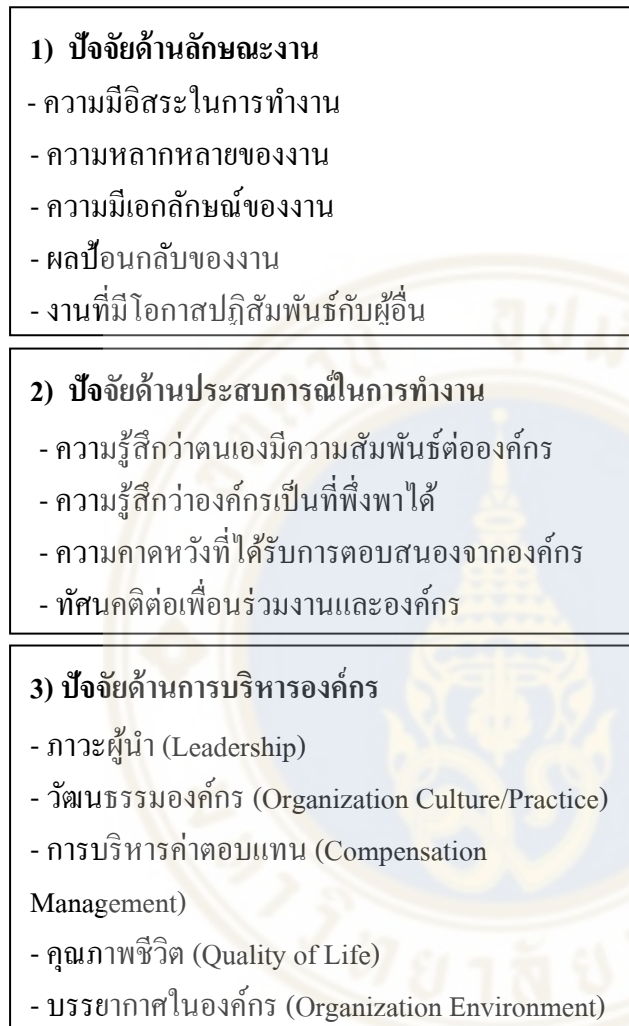 1) ปัจจัยด้านลักษณะงาน
- ความมีอิสระในการทำงาน
- ความหลากหลายของงาน
- ความมีเอกลักษณ์ของงาน
- ผลป้อนกลับของงาน
- งานที่มีโอกาสปฏิสัมพันธ์กับผู้อื่น
2) ปัจจัยด้านประสบการณ์ในการทำงาน
- ความรู้สึกว่าตนเองมีความสัมพันธ์ต่อองค์กร
- ความรู้สึกว่าองค์กรเป็นที่พึ่งพาได้
- ความคาดหวังที่ได้รับการตอบสนองจากองค์กร
- ทัศนคติต่อเพื่อนร่วมงานและองค์กร
3) ปัจจัยด้านการบริหารองค์กร
- ภาวะผู้นำ (Leadership)
- วัฒนธรรมองค์กร (Organization Culture/Practice)
- การบริหารค่าตอบแทน (Compensation
Management)
- คุณภาพชีวิต (Quality of Life)
- บรรยากาศในองค์กร (Organization Environment)